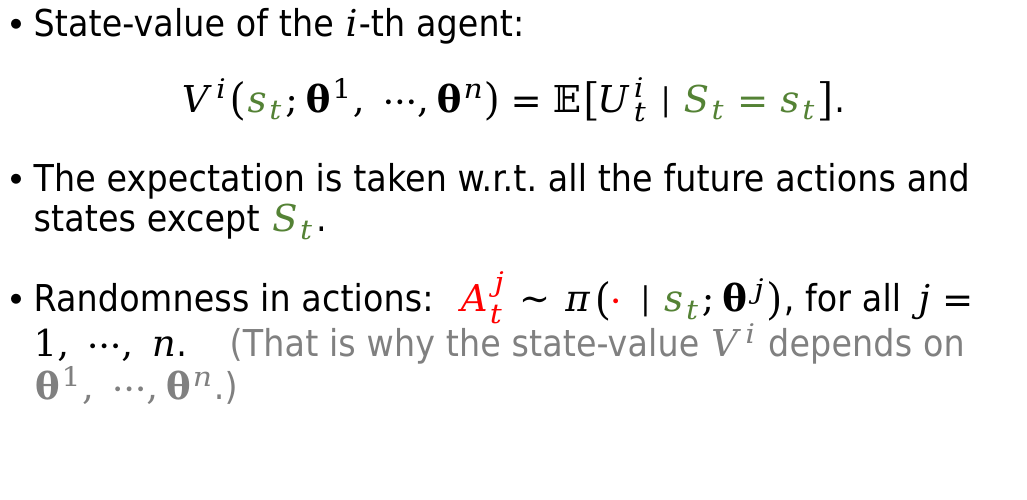 • State-value of the i-th agent:
V^i(s_t; θ^1, ⋯, θ^n) = 𝔼[U_t^i | S_t = s_t].
• The expectation is taken w.r.t. all the future actions and
states except S_t.
• Randomness in actions: A_t^j ~ π(· | s_t; θ^j), for all j =
1, ⋯, n. (That is why the state-value V^i depends on
θ^1, ⋯, θ^n.)